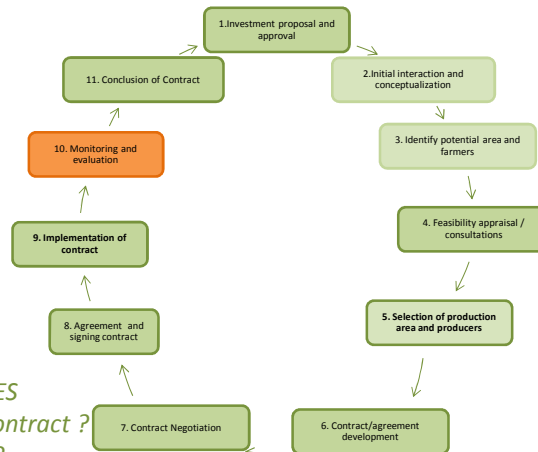 1.Investment proposal and
approval
2.Initial interaction and
conceptualization
3. Identify potential area and
farmers
4. Feasibility appraisal /
consultations
5. Selection of production
area and producers
6. Contract/agreement
development
7. Contract Negotiation
8. Agreement and
signing contract
9. Implementation of
contract
10. Monitoring and
evaluation
11. Conclusion of Contract
ES
ontract ?